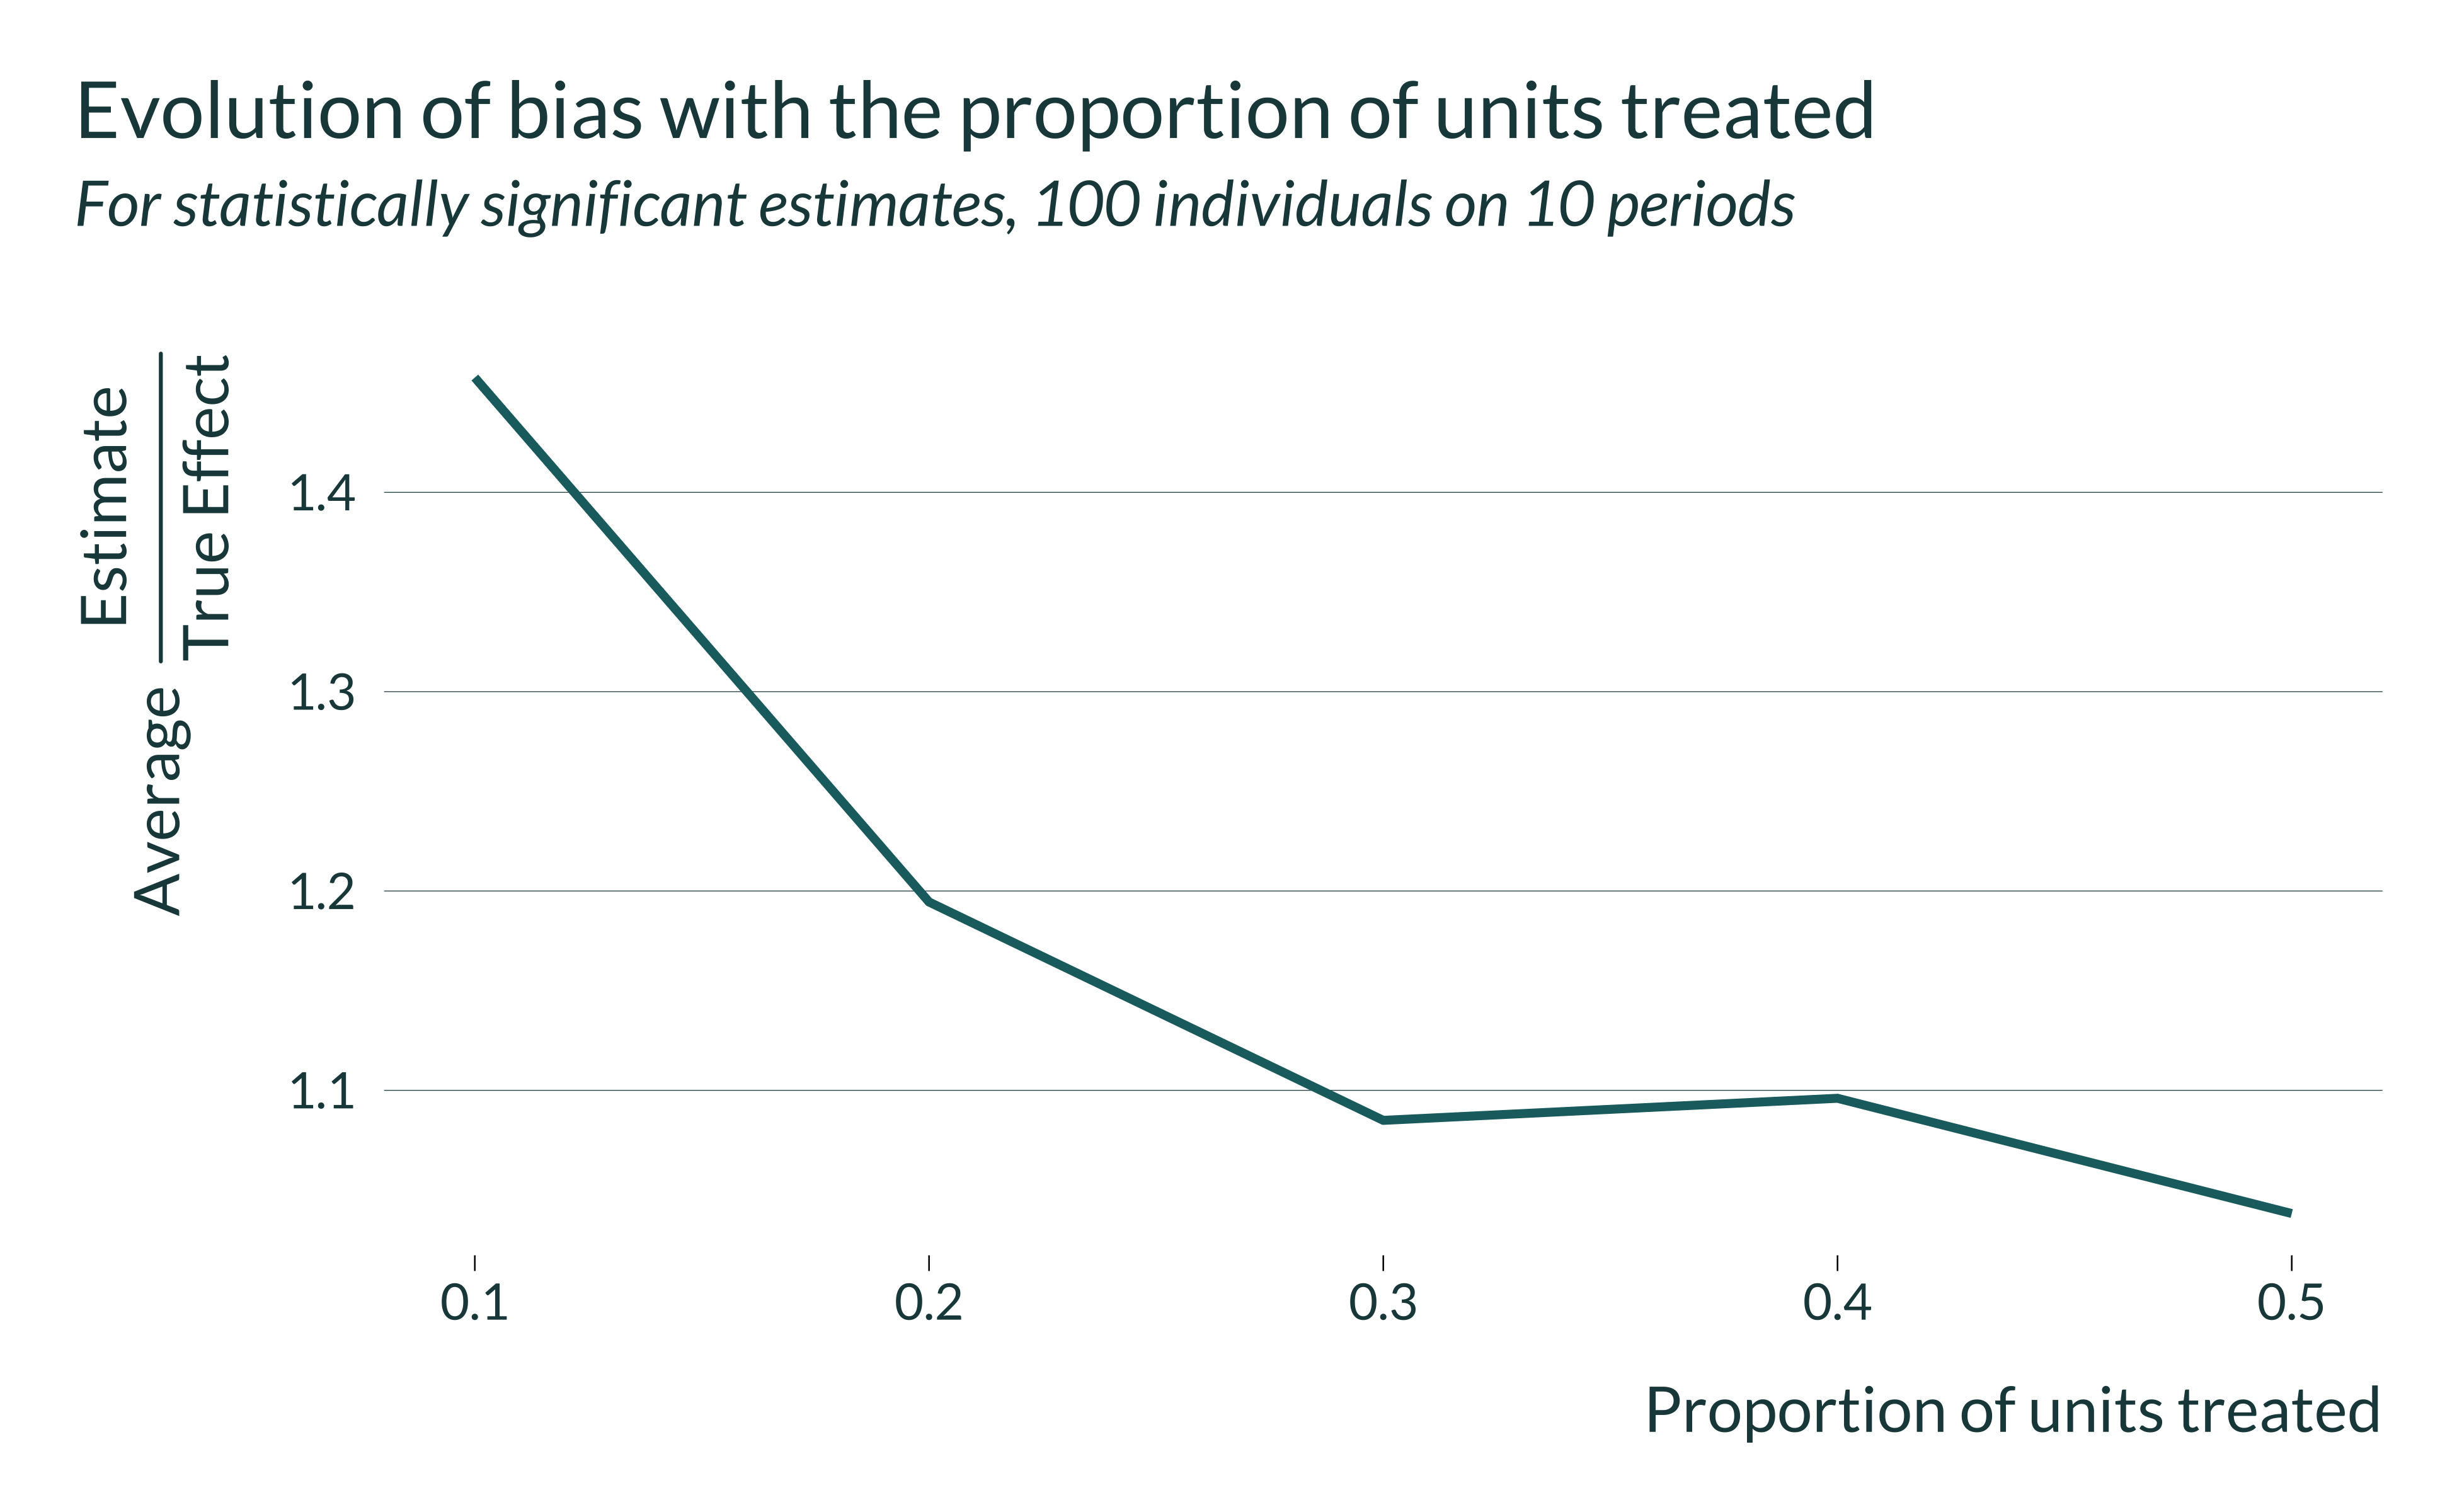 Evolution of bias with the proportion of units treated
For statistically significant estimates, 100 individuals on 10 periods
Average
Estimate
True Effect
1.4
1.3
1.2
1.1
0.1 0.2 0.3 0.4 0.5
Proportion of units treated